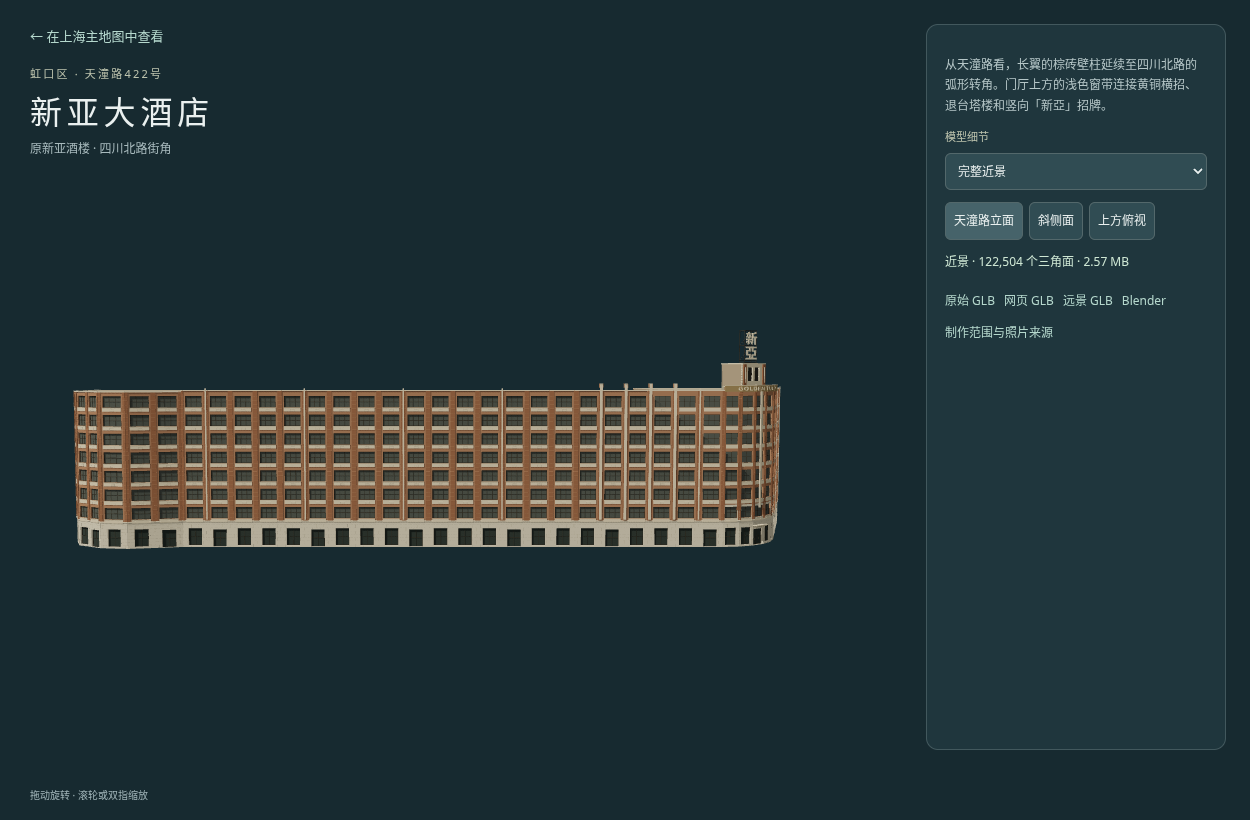 ← 在上海主地图中查看
虹口区 · 天潼路422号
新亚大酒店
原新亚酒楼 · 四川北路街角
从天潼路看，长翼的棕砖壁柱延续至四川北路的
弧形转角。门厅上方的浅色窗带连接黄铜横招、
退台塔楼和竖向「新亞」招牌。
模型细节
完整近景
天潼路立面 斜侧面 上方俯视
近景 · 122,504 个三角面 · 2.57 MB
原始 GLB 网页 GLB 远景 GLB Blender
制作范围与照片来源
新
亞
拖动旋转 · 滚轮或双指缩放